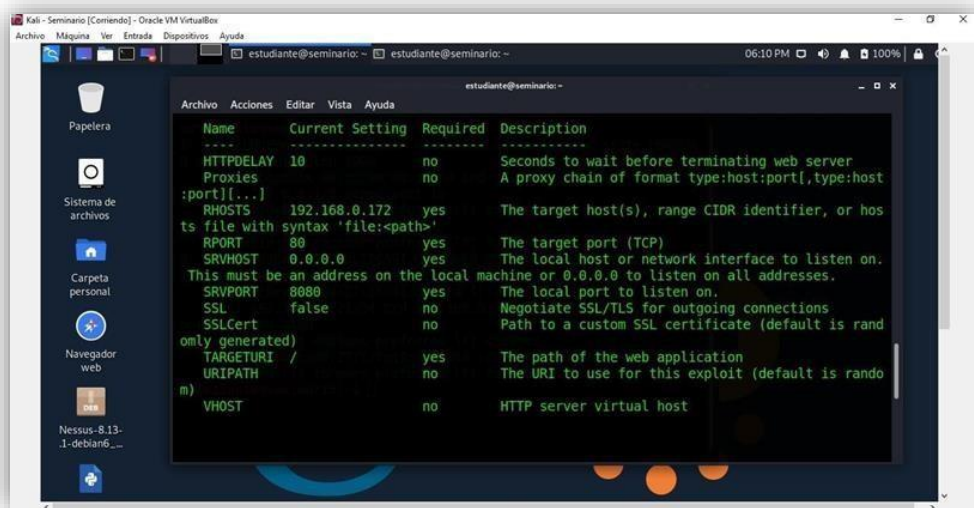 Kali - Seminario [Corriendo] - Oracle VM VirtualBox
Archivo Máquina Ver Entrada Dispositivos Ayuda
estudiante@seminario: ~ estudiante@seminario: ~ 06:10 PM 100%
estudiante@seminario: ~
Archivo Acciones Editar Vista Ayuda
Papelera
Sistema de
archivos
Carpeta
personal
Navegador
web
DEB
Nessus-8.13-
.1-debian6_...
Name Current Setting Required Description
---- --------------- -------- -----------
HTTPDELAY 10 no Seconds to wait before terminating web server
Proxies no A proxy chain of format type:host:port[,type:host
:port][...]
RHOSTS 192.168.0.172 yes The target host(s), range CIDR identifier, or hos
ts file with syntax 'file:<path>'
RPORT 80 yes The target port (TCP)
SRVHOST 0.0.0.0 yes The local host or network interface to listen on.
This must be an address on the local machine or 0.0.0.0 to listen on all addresses.
SRVPORT 8080 yes The local port to listen on.
SSL false no Negotiate SSL/TLS for outgoing connections
SSLCert no Path to a custom SSL certificate (default is rand
omly generated)
TARGETURI / yes The path of the web application
URIPATH no The URI to use for this exploit (default is rando
m)
VHOST no HTTP server virtual host